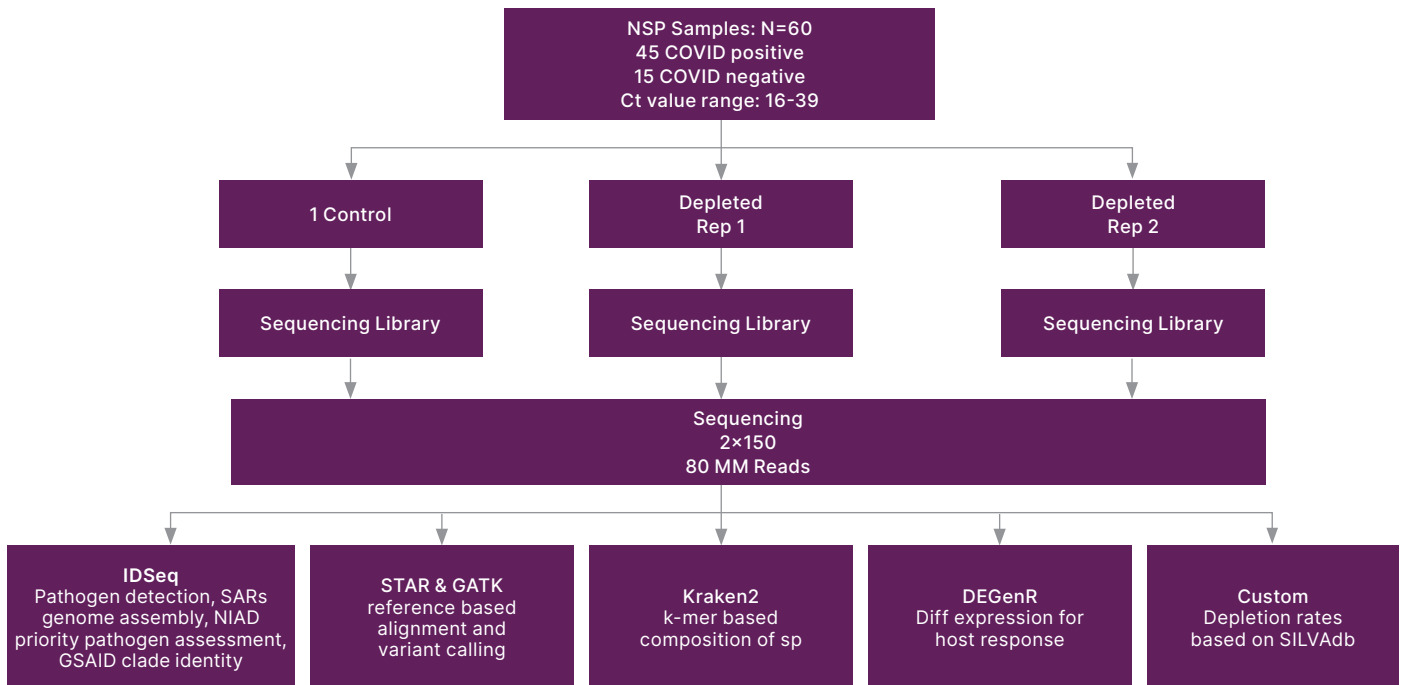 NSP Samples: N=60
45 COVID positive
15 COVID negative
Ct value range: 16-39
1 Control
Depleted
Rep 1
Depleted
Rep 2
Sequencing Library
Sequencing Library
Sequencing Library
Sequencing
2×150
80 MM Reads
IDSeq
Pathogen detection, SARs
genome assembly, NIAD
priority pathogen assessment,
GSAID clade identity
STAR & GATK
reference based
alignment and
variant calling
Kraken2
k-mer based
composition of sp
DEGenR
Diff expression for
host response
Custom
Depletion rates
based on SILVAdb